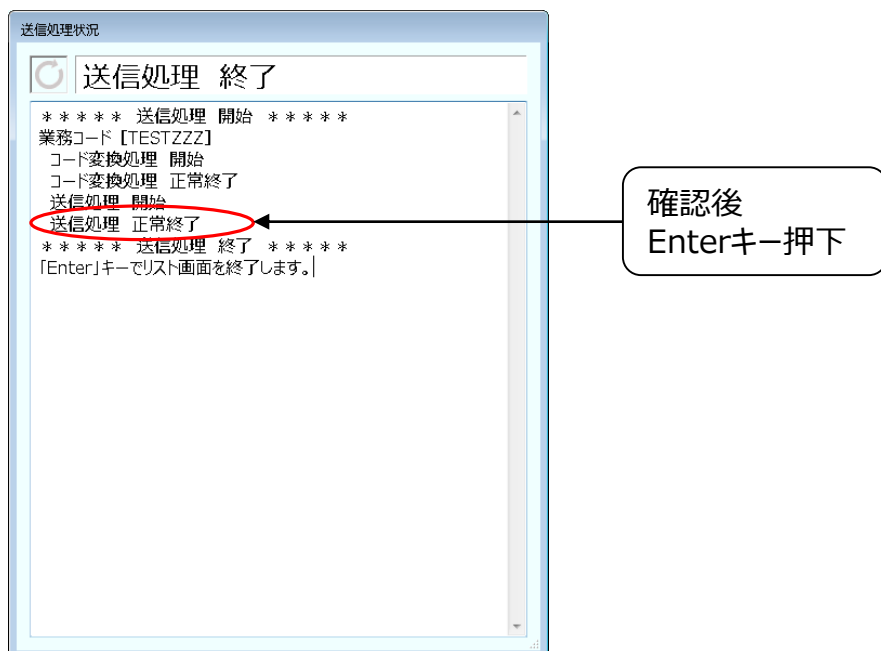 送信処理状況
送信処理 終了
＊＊＊＊＊ 送信処理 開始 ＊＊＊＊＊
業務コード [TESTZZZ]
コード変換処理 開始
コード変換処理 正常終了
送信処理 開始
送信処理 正常終了
＊＊＊＊＊ 送信処理 終了 ＊＊＊＊＊
「Enter」キーでリスト画面を終了します。
確認後
Enterキー押下